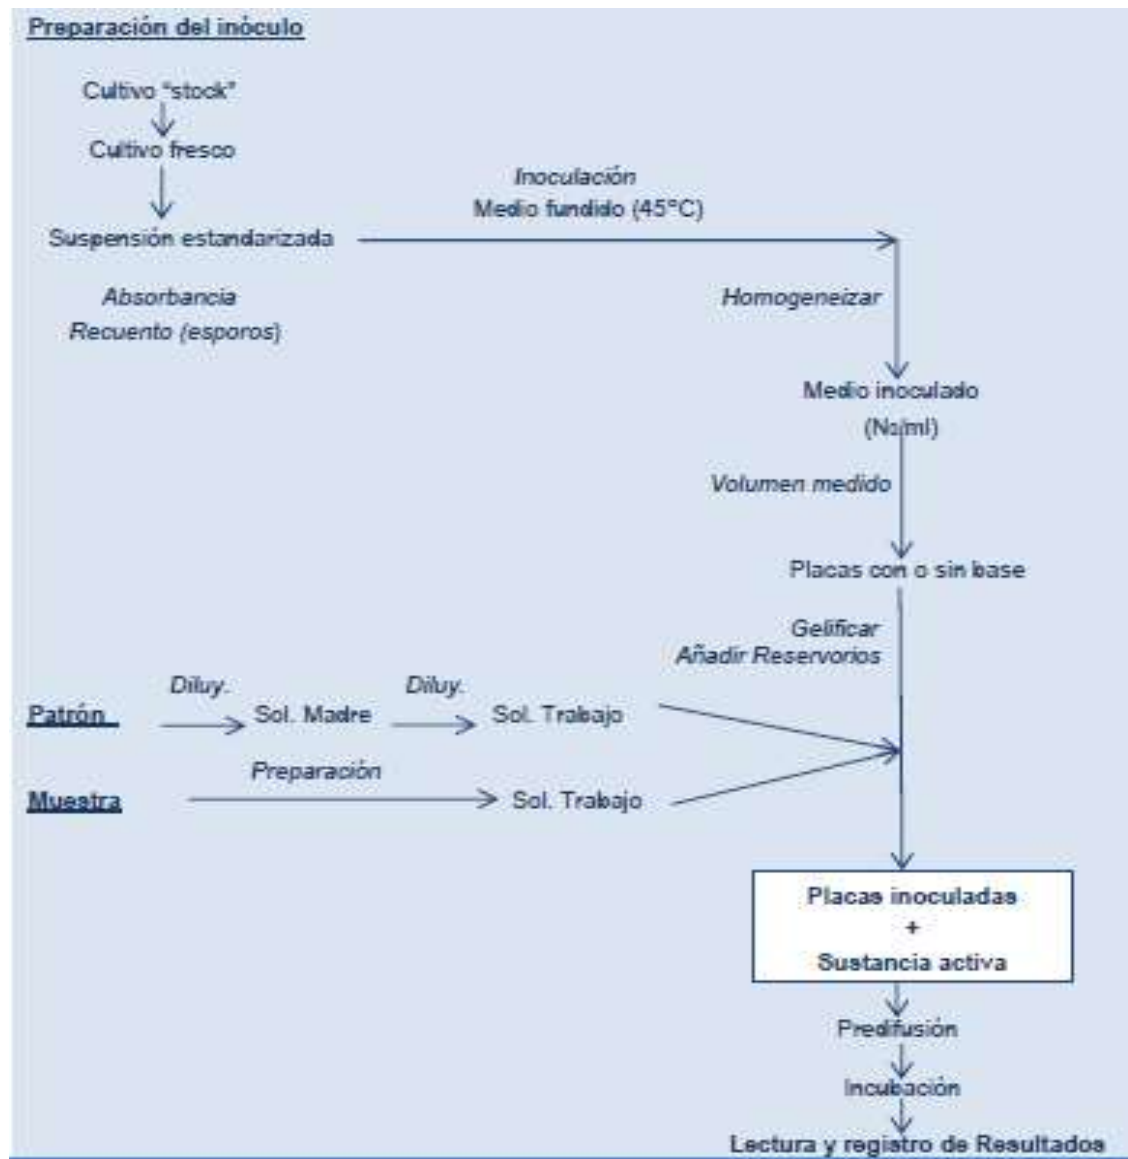 Preparación del inóculo
Cultivo "stock"
Cultivo fresco
Inoculación
Medio fundido (45°C)
Suspensión estandarizada
Absorbancia
Recuento (esporos)
Homogeneizar
Medio inoculado
(No/ml)
Volumen medido
Placas con o sin base
Gelificar
Añadir Reservorios
Diluy.
Diluy.
Patrón
Sol. Madre
Sol. Trabajo
Preparación
Muestra
Sol. Trabajo
Placas inoculadas
+
Sustancia activa
Predifusión
Incubación
Lectura y registro de Resultados